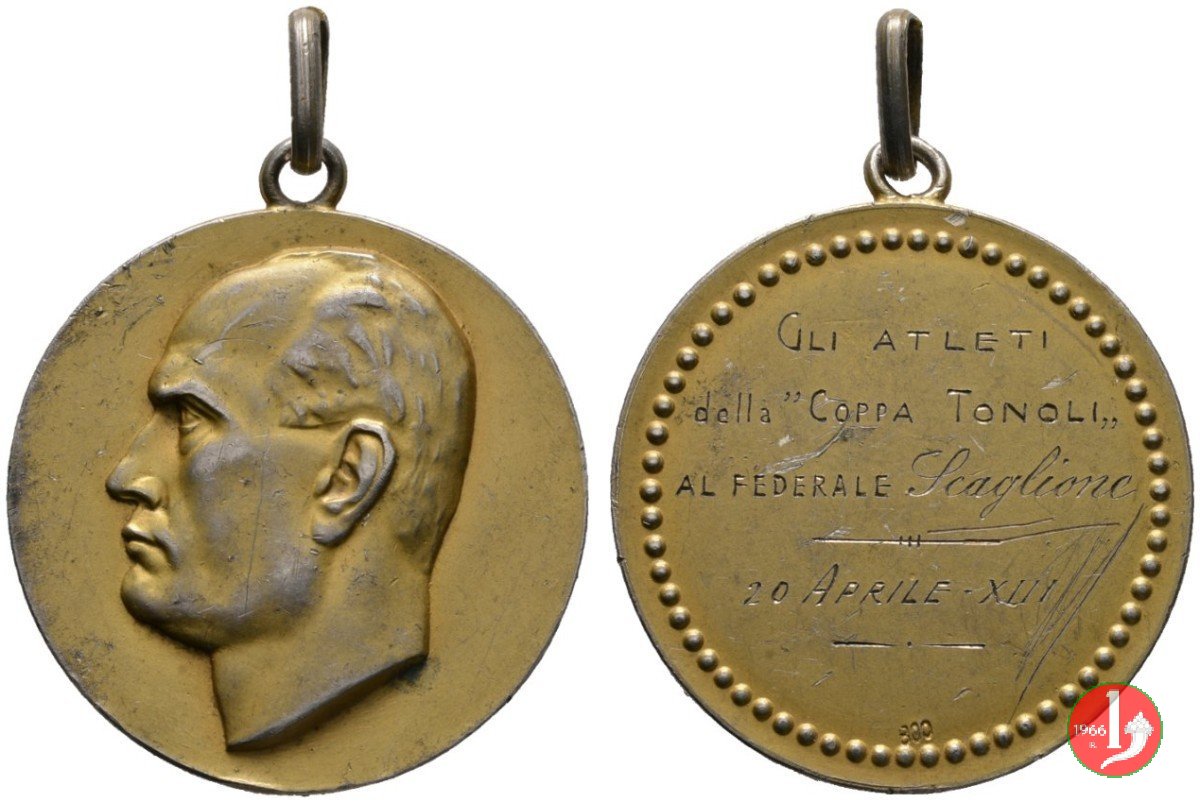 GLI ATLETI
della "COPPA TONOLI„
AL FEDERALE Scaglione
20 APRILE - XIII
800
1966